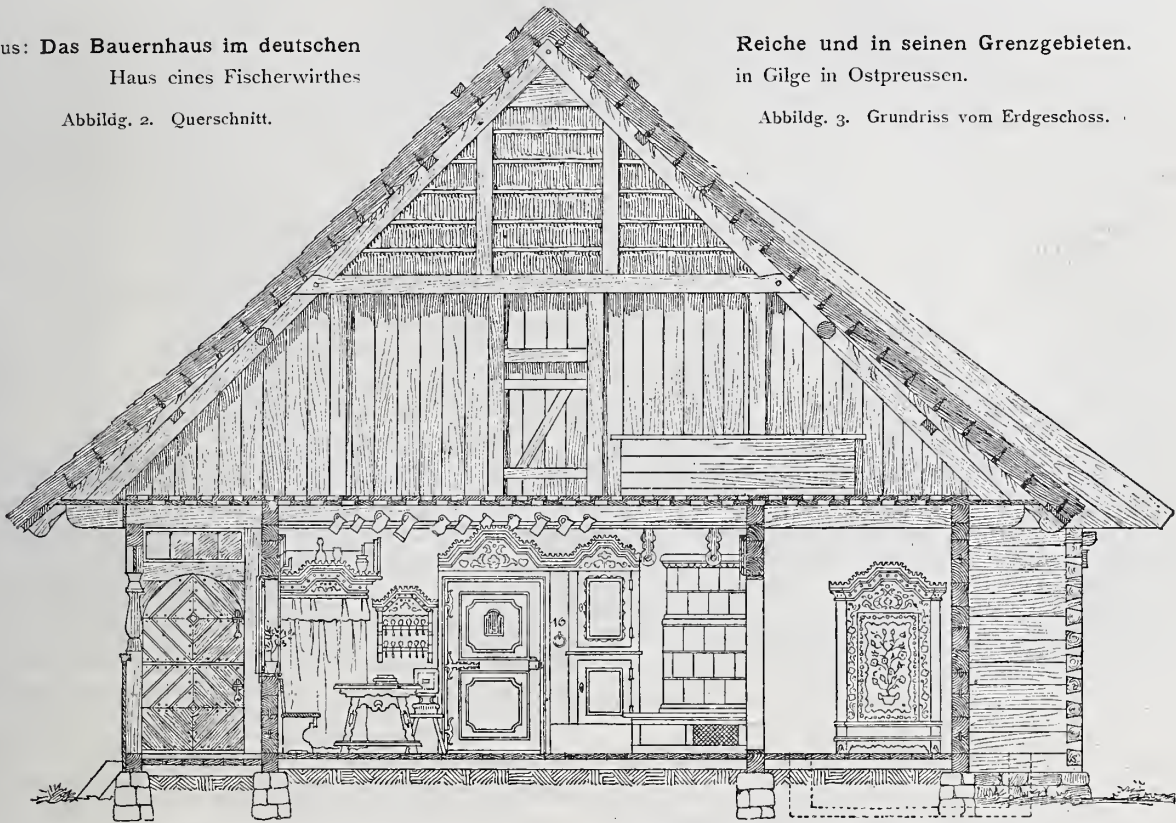 us: Das Bauernhaus im deutschen Reiche und in seinen Grenzgebieten.
Haus eines Fischerwirthes in Gilge in Ostpreussen.
Abbildg. 2. Querschnitt.
Abbildg. 3. Grundriss vom Erdgeschoss.
16